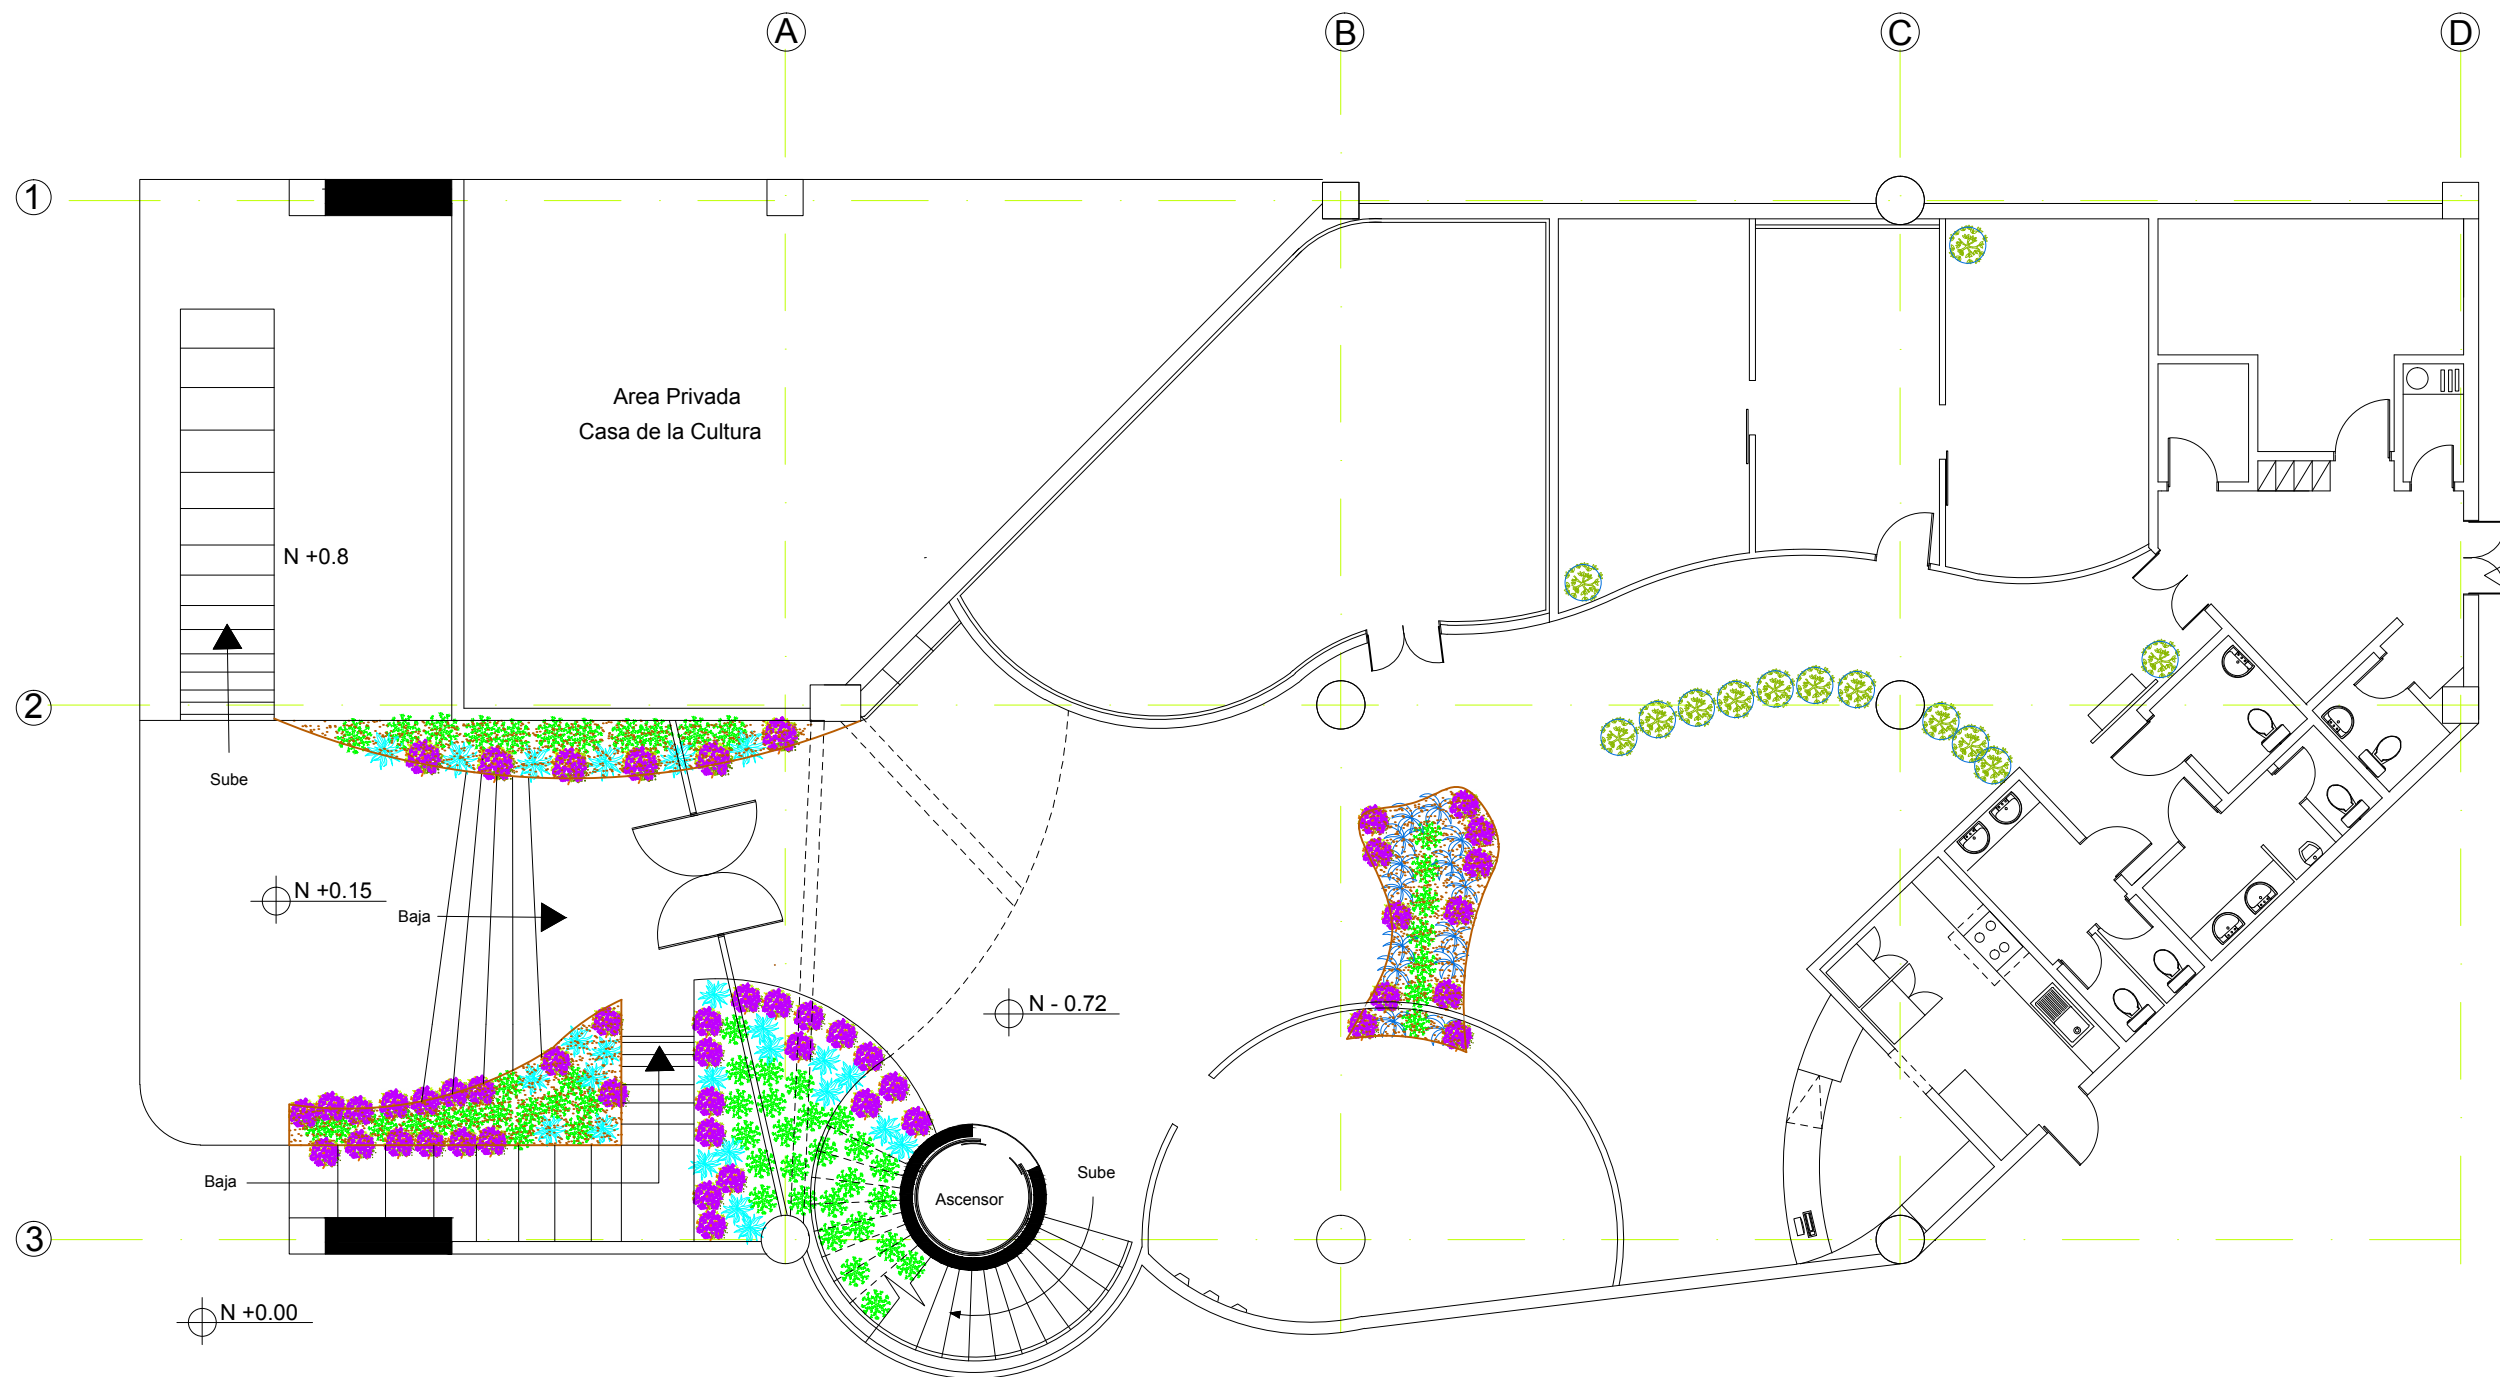 A
B
C
D
1
Area Privada
Casa de la Cultura
N +0.8
2
Sube
N +0.15
Baja
N - 0.72
Baja
Sube
Ascensor
3
N +0.00